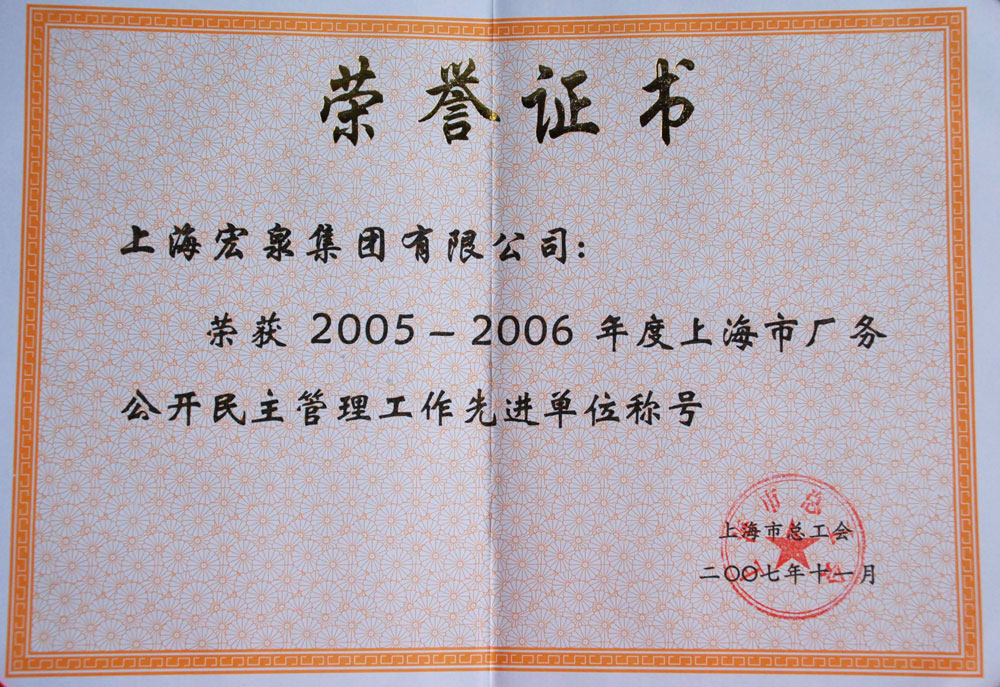 荣誉证书
上海宏泉集团有限公司:
荣获 2005－2006 年度上海市厂务
公开民主管理工作先进单位称号
上海市总工会
二〇〇七年十一月